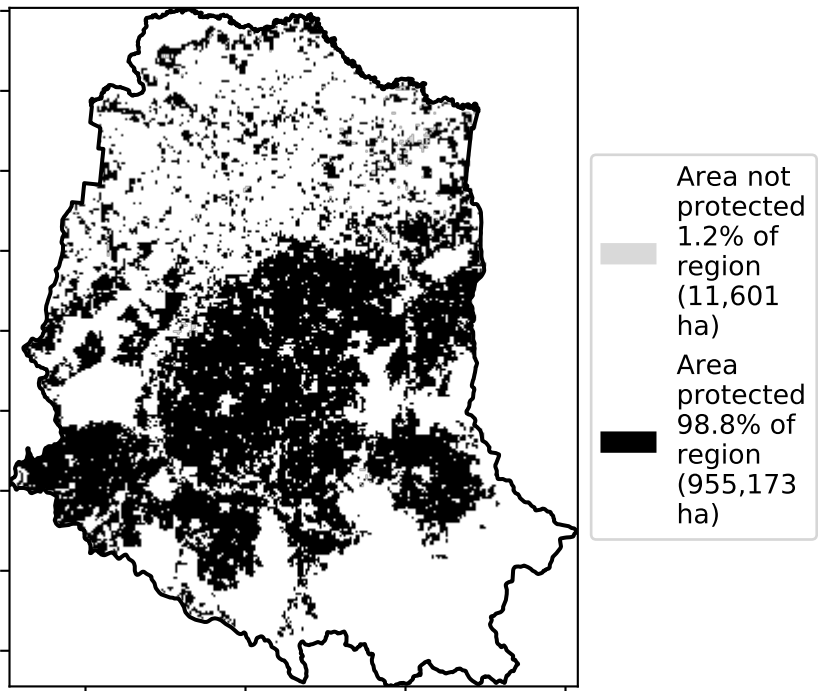 Area not
protected
1.2% of
region
(11,601
ha)
Area
protected
98.8% of
region
(955,173
ha)